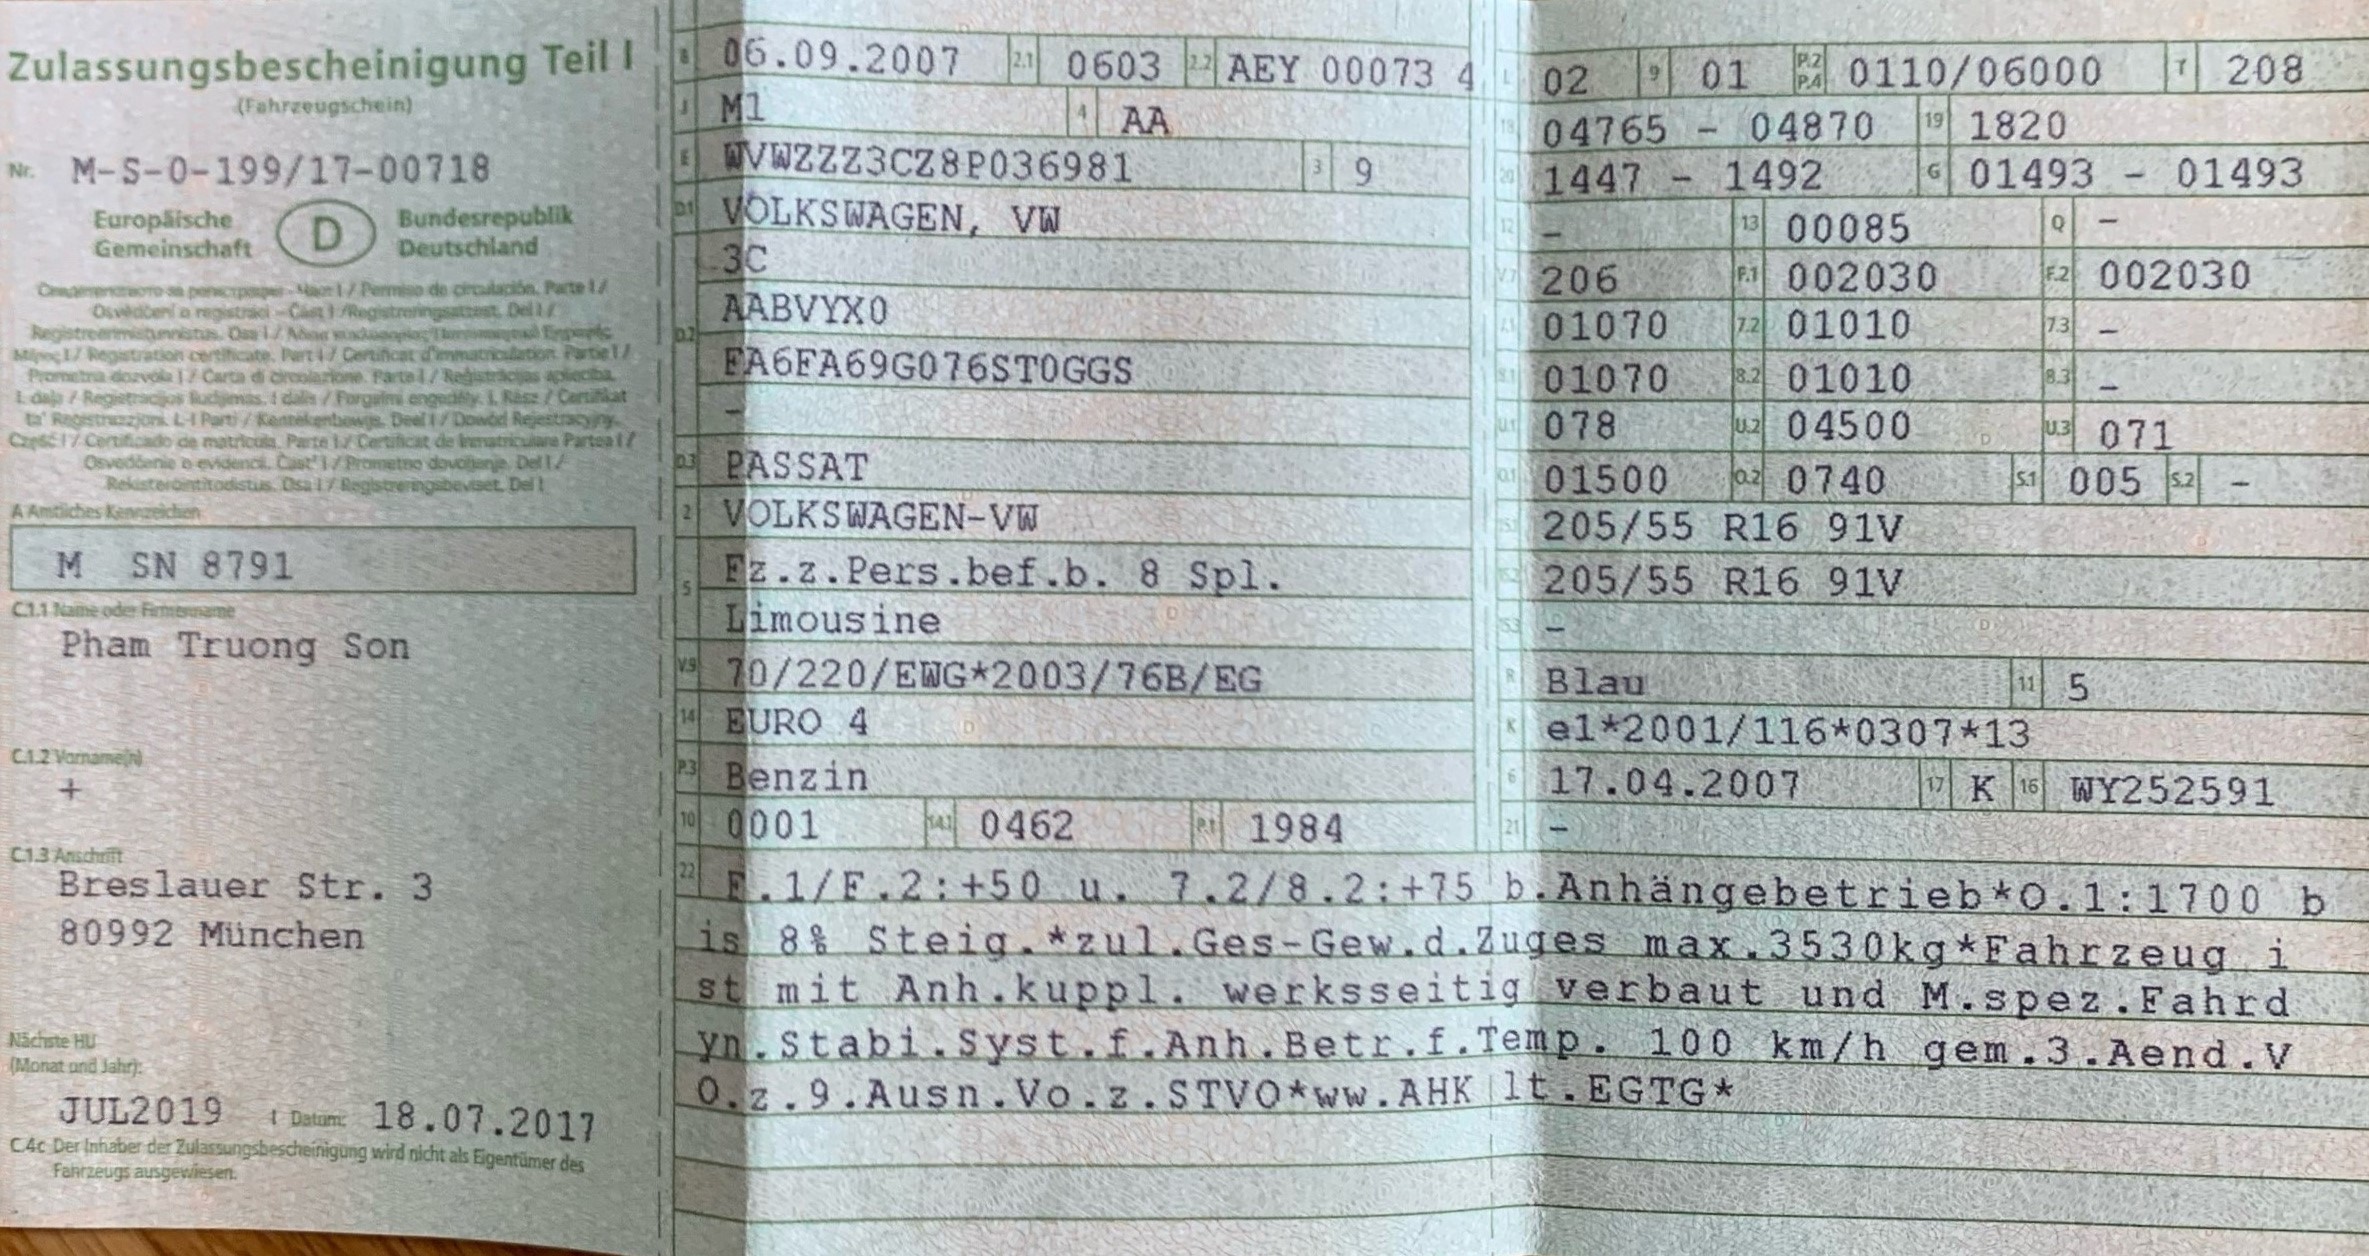 Zulassungsbescheinigung Teil I
(Fahrzeugschein)
Nr. M-S-O-199/17-00718
Europäische Gemeinschaft D Bundesrepublik Deutschland
Osvědčení o registraci - Část I / Registreringsattest. Del I /
Registreerimistunnistus. Osa I /
I / Registration certificate. Part I / Certificat d'immatriculation. Partie I /
Prometna dozvola I / Carta di circolazione. Parte I / Reģistrācijas apliecība.
I. daļa / Registracijos liudijimas. I dalis / Forgalmi engedély. I. Rész / Ċertifikat
ta' Reġistrazzjoni. L-I Parti / Kentekenbewijs. Deel I / Dowód Rejestracyjny.
Część I / Certificado de matrícula. Parte I / Certificat de înmatriculare Partea I /
Osvedčenie o evidencii. Časť I / Prometno dovoljenje. Del I /
Rekisteröintitodistus. Osa I / Registreringsbeviset. Del I
A Amtliches Kennzeichen
M SN 8791
C.1.1 Name oder Firmenname
Pham Truong Son
C.1.2 Vorname(n)
+
C.1.3 Anschrift
Breslauer Str. 3
80992 München
Nächste HU
(Monat und Jahr):
JUL2019 I Datum: 18.07.2017
C.4c Der Inhaber der Zulassungsbescheinigung wird nicht als Eigentümer des
Fahrzeugs ausgewiesen.
B 06.09.2007 2.1 0603 2.2 AEY 00073 4
J M1 4 AA
E WVWZZZ3CZ8P036981 3 9
D.1 VOLKSWAGEN, VW
3C
AABVYX0
D.2
FA6FA69G076ST0GGS
-
D.3 PASSAT
2 VOLKSWAGEN-VW
5 Fz.z.Pers.bef.b. 8 Spl.
Limousine
V.9 70/220/EWG*2003/76B/EG
14 EURO 4
P.3 Benzin
10 0001 14.1 0462 P.1 1984
L 02 9 01 P.2 P.4 0110/06000 T 208
18 04765 - 04870 19 1820
20 1447 - 1492 G 01493 - 01493
12 - 13 00085 Q -
V.7 206 F.1 002030 F.2 002030
7.1 01070 7.2 01010 7.3 -
8.1 01070 8.2 01010 8.3 -
U.1 078 U.2 04500 U.3 071
O.1 01500 O.2 0740 S.1 005 S.2 -
15.1 205/55 R16 91V
15.2 205/55 R16 91V
15.3 -
R Blau 11 5
K e1*2001/116*0307*13
6 17.04.2007 17 K 16 WY252591
21 -
22 F.1/F.2:+50 u. 7.2/8.2:+75 b.Anhängebetrieb*O.1:1700 b
is 8% Steig.*zul.Ges-Gew.d.Zuges max.3530kg*Fahrzeug i
st mit Anh.kuppl. werksseitig verbaut und M.spez.Fahrd
yn.Stabi.Syst.f.Anh.Betr.f.Temp. 100 km/h gem.3.Aend.V
O.z.9.Ausn.Vo.z.STVO*ww.AHK lt.EGTG*